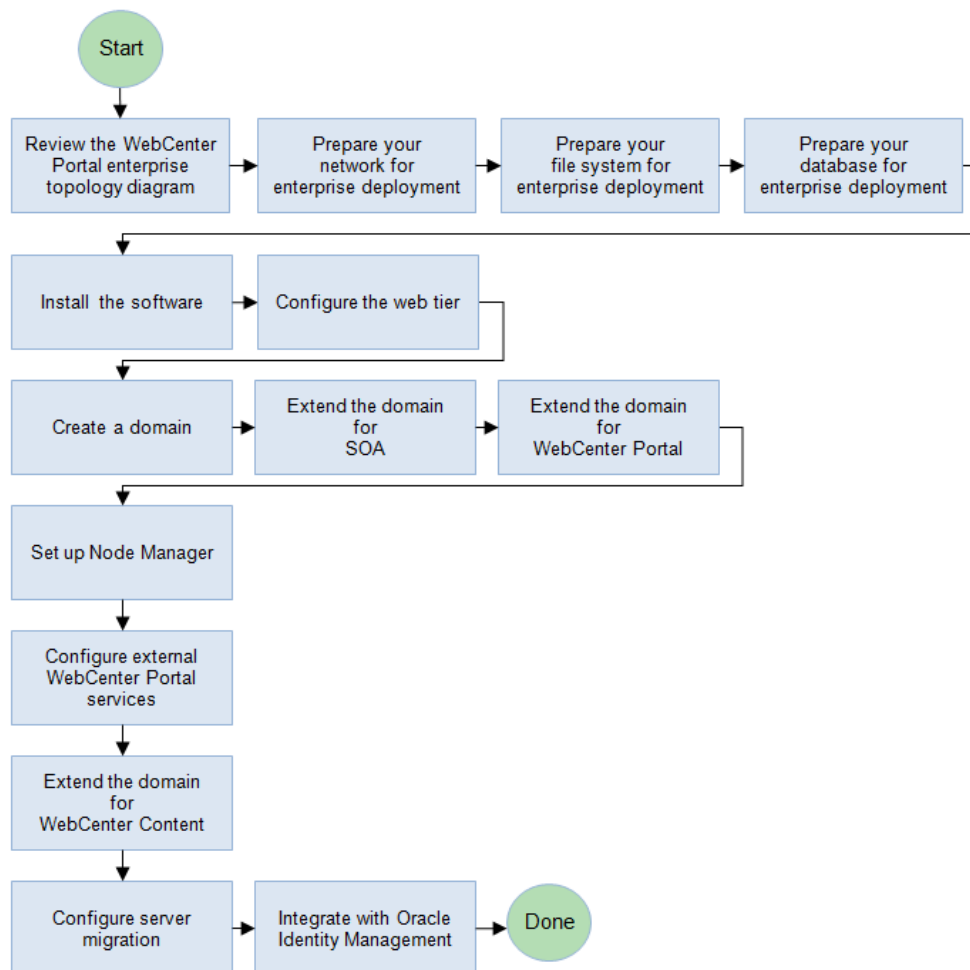 Start
Review the WebCenter
Portal enterprise
topology diagram
Prepare your
network for
enterprise deployment
Prepare your
file system for
enterprise deployment
Prepare your
database for
enterprise deployment
Install the software
Configure the web tier
Create a domain
Extend the domain
for
SOA
Extend the domain
for
WebCenter Portal
Set up Node Manager
Configure external
WebCenter Portal
services
Extend the domain
for
WebCenter Content
Configure server
migration
Integrate with Oracle
Identity Management
Done